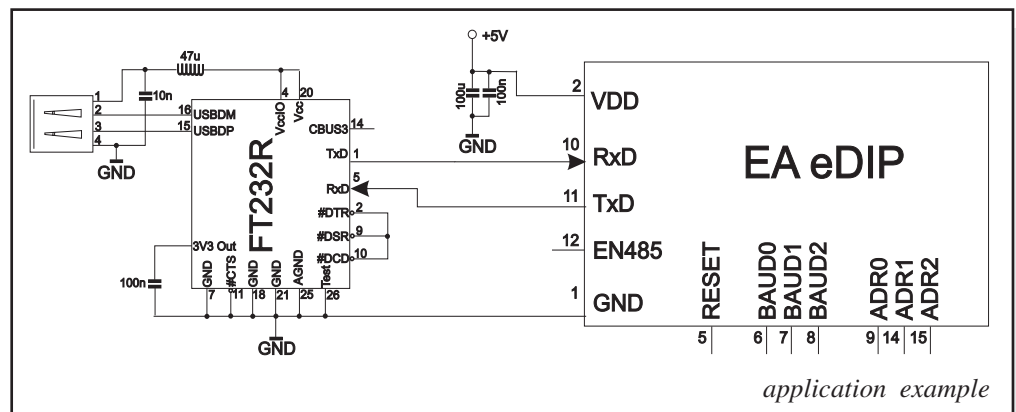 +5V
47u
1
2
3
4
10n
GND
16 USBDM
15 USBDP
4
VccIO
20
Vcc
CBUS3 14
TxD 1
RxD 5
#DTR 2
#DSR 9
#DCD 10
FT232R
3V3 Out
100n
GND
7
#CTS
11
GND
18
GND
21
AGND
25
Test
26
GND
100u
100n
GND
2 VDD
10 RxD
11 TxD
12 EN485
1 GND
EA eDIP
RESET
5
BAUD0
6
BAUD1
7
BAUD2
8
ADR0
9
ADR1
14
ADR2
15
application example